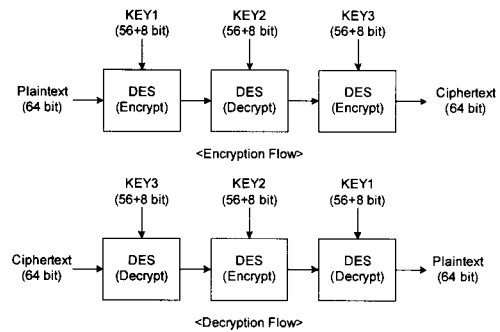 KEY1 KEY2 KEY3
(56+8 bit) (56+8 bit) (56+8 bit)
Plaintext
(64 bit)
DES
(Encrypt)
DES
(Decrypt)
DES
(Encrypt)
Ciphertext
(64 bit)
<Encryption Flow>
KEY3 KEY2 KEY1
(56+8 bit) (56+8 bit) (56+8 bit)
Ciphertext
(64 bit)
DES
(Decrypt)
DES
(Encrypt)
DES
(Decrypt)
Plaintext
(64 bit)
<Decryption Flow>